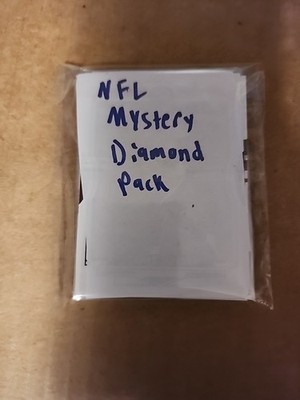 NFL
Mystery
Diamond
Pack